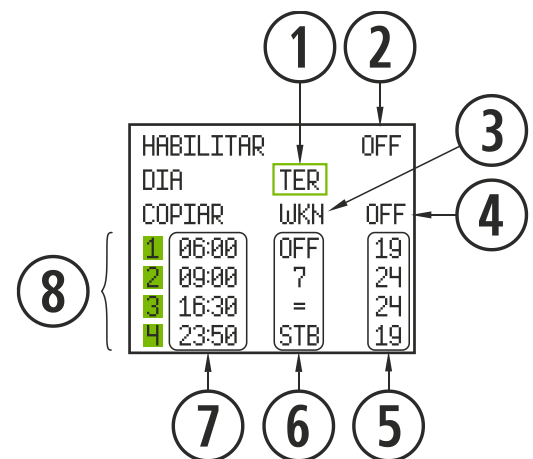 1 2
3
HABILITAR OFF
DIA TER
COPIAR WKN OFF
4
1 06:00 OFF 19
2 09:00 7 24
3 16:30 = 24
4 23:50 STB 19
8
7 6 5